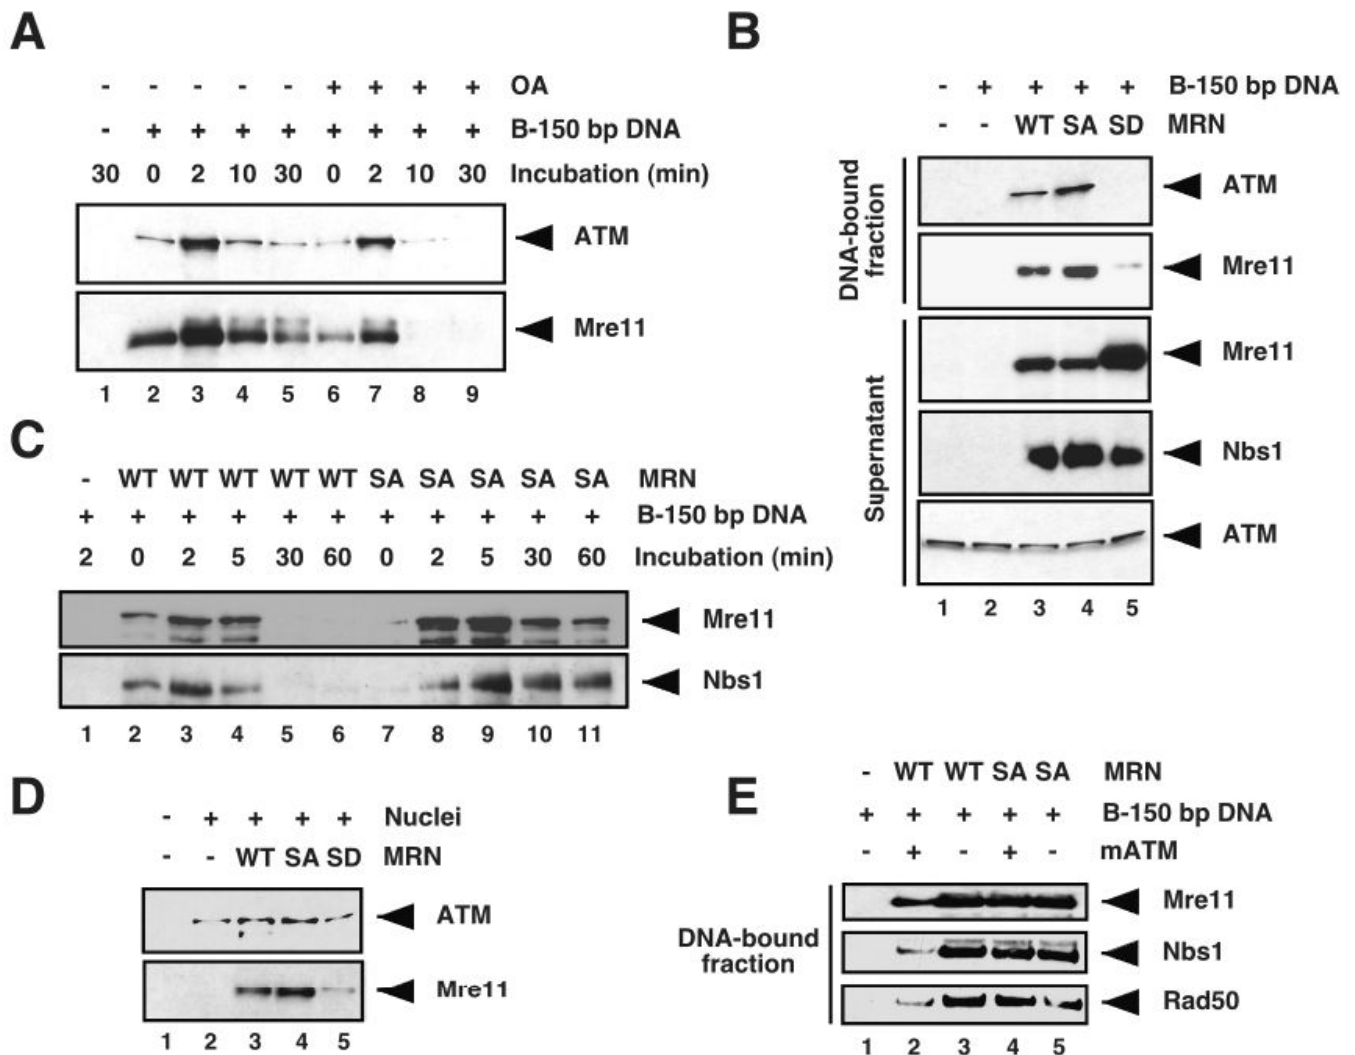 A
- - - - - + + + + OA
- + + + + + + + + B-150 bp DNA
30 0 2 10 30 0 2 10 30 Incubation (min)
ATM
Mre11
1 2 3 4 5 6 7 8 9
B
- + + + + B-150 bp DNA
- - WT SA SD MRN
DNA-bound
fraction
ATM
Mre11
Supernatant
Mre11
Nbs1
ATM
1 2 3 4 5
C
- WT WT WT WT WT SA SA SA SA SA MRN
+ + + + + + + + + + + B-150 bp DNA
2 0 2 5 30 60 0 2 5 30 60 Incubation (min)
Mre11
Nbs1
1 2 3 4 5 6 7 8 9 10 11
D
- + + + + Nuclei
- - WT SA SD MRN
ATM
Mre11
1 2 3 4 5
E
- WT WT SA SA MRN
+ + + + + B-150 bp DNA
- + - + - mATM
DNA-bound
fraction
Mre11
Nbs1
Rad50
1 2 3 4 5